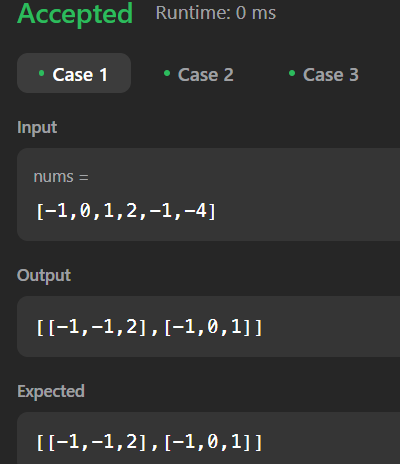 Accepted Runtime: 0 ms
Case 1 Case 2 Case 3
Input
nums =
[-1,0,1,2,-1,-4]
Output
[[-1,-1,2],[-1,0,1]]
Expected
[[-1,-1,2],[-1,0,1]]